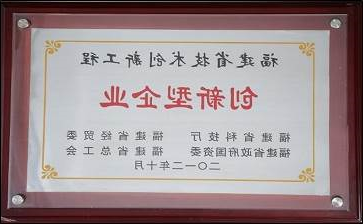 福建省技术创新工程
创新型企业
福建省科技厅 福建省经贸委
福建省政府国资委 福建省总工会
二〇一二年十月